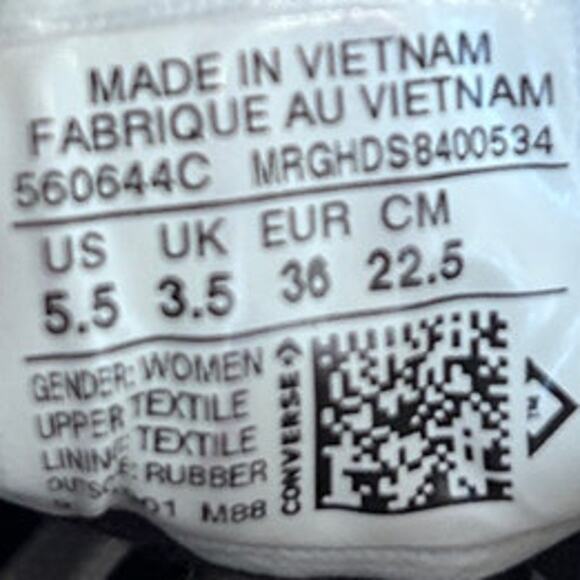 MADE IN VIETNAM
FABRIQUE AU VIETNAM
560644C MRGHDS8400534
US UK EUR CM
5.5 3.5 36 22.5
GENDER: WOMEN
UPPER TEXTILE
TEXTILE
RUBBER
M88
CONVERSE